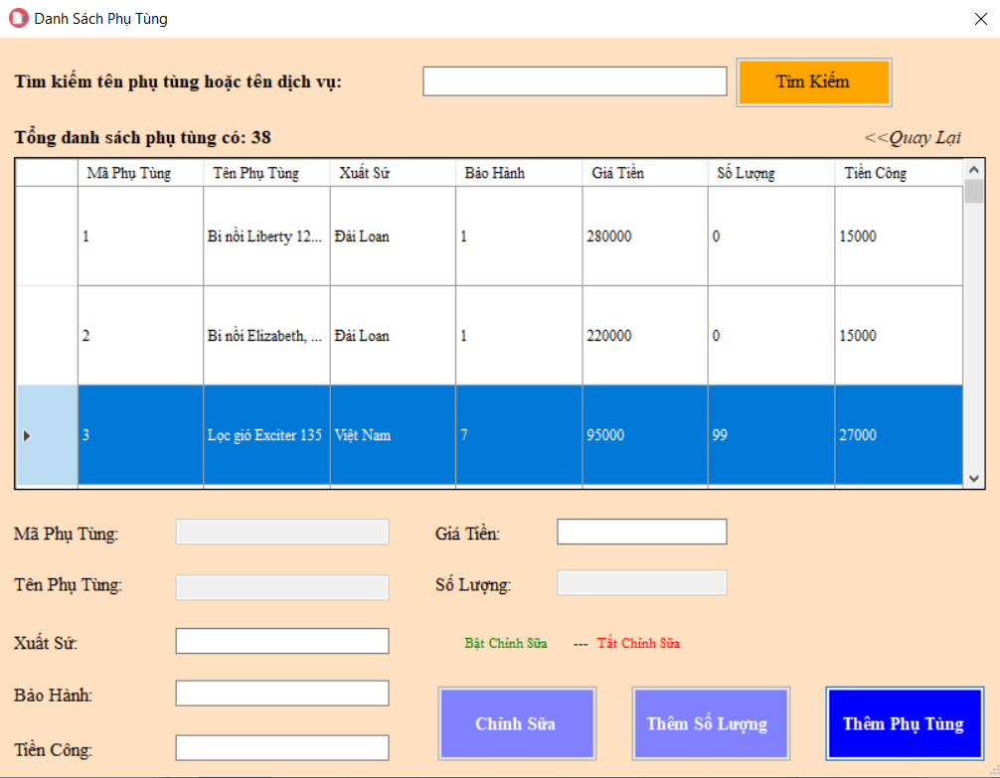 Danh Sách Phụ Tùng
Tìm kiếm tên phụ tùng hoặc tên dịch vụ:
Tìm Kiếm
Tổng danh sách phụ tùng có: 38
<<Quay Lại
Mã Phụ Tùng Tên Phụ Tùng Xuất Sứ Bảo Hành Giá Tiền Số Lượng Tiền Công
1 Bi nồi Liberty 12... Đài Loan 1 280000 0 15000
2 Bi nồi Elizabeth, ... Đài Loan 1 220000 0 15000
3 Lọc gió Exciter 135 Việt Nam 7 95000 99 27000
Mã Phụ Tùng: Giá Tiền:
Tên Phụ Tùng: Số Lượng:
Xuất Sứ: Bật Chỉnh Sữa --- Tắt Chỉnh Sữa
Bảo Hành:
Chỉnh Sữa Thêm Số Lượng Thêm Phụ Tùng
Tiền Công: